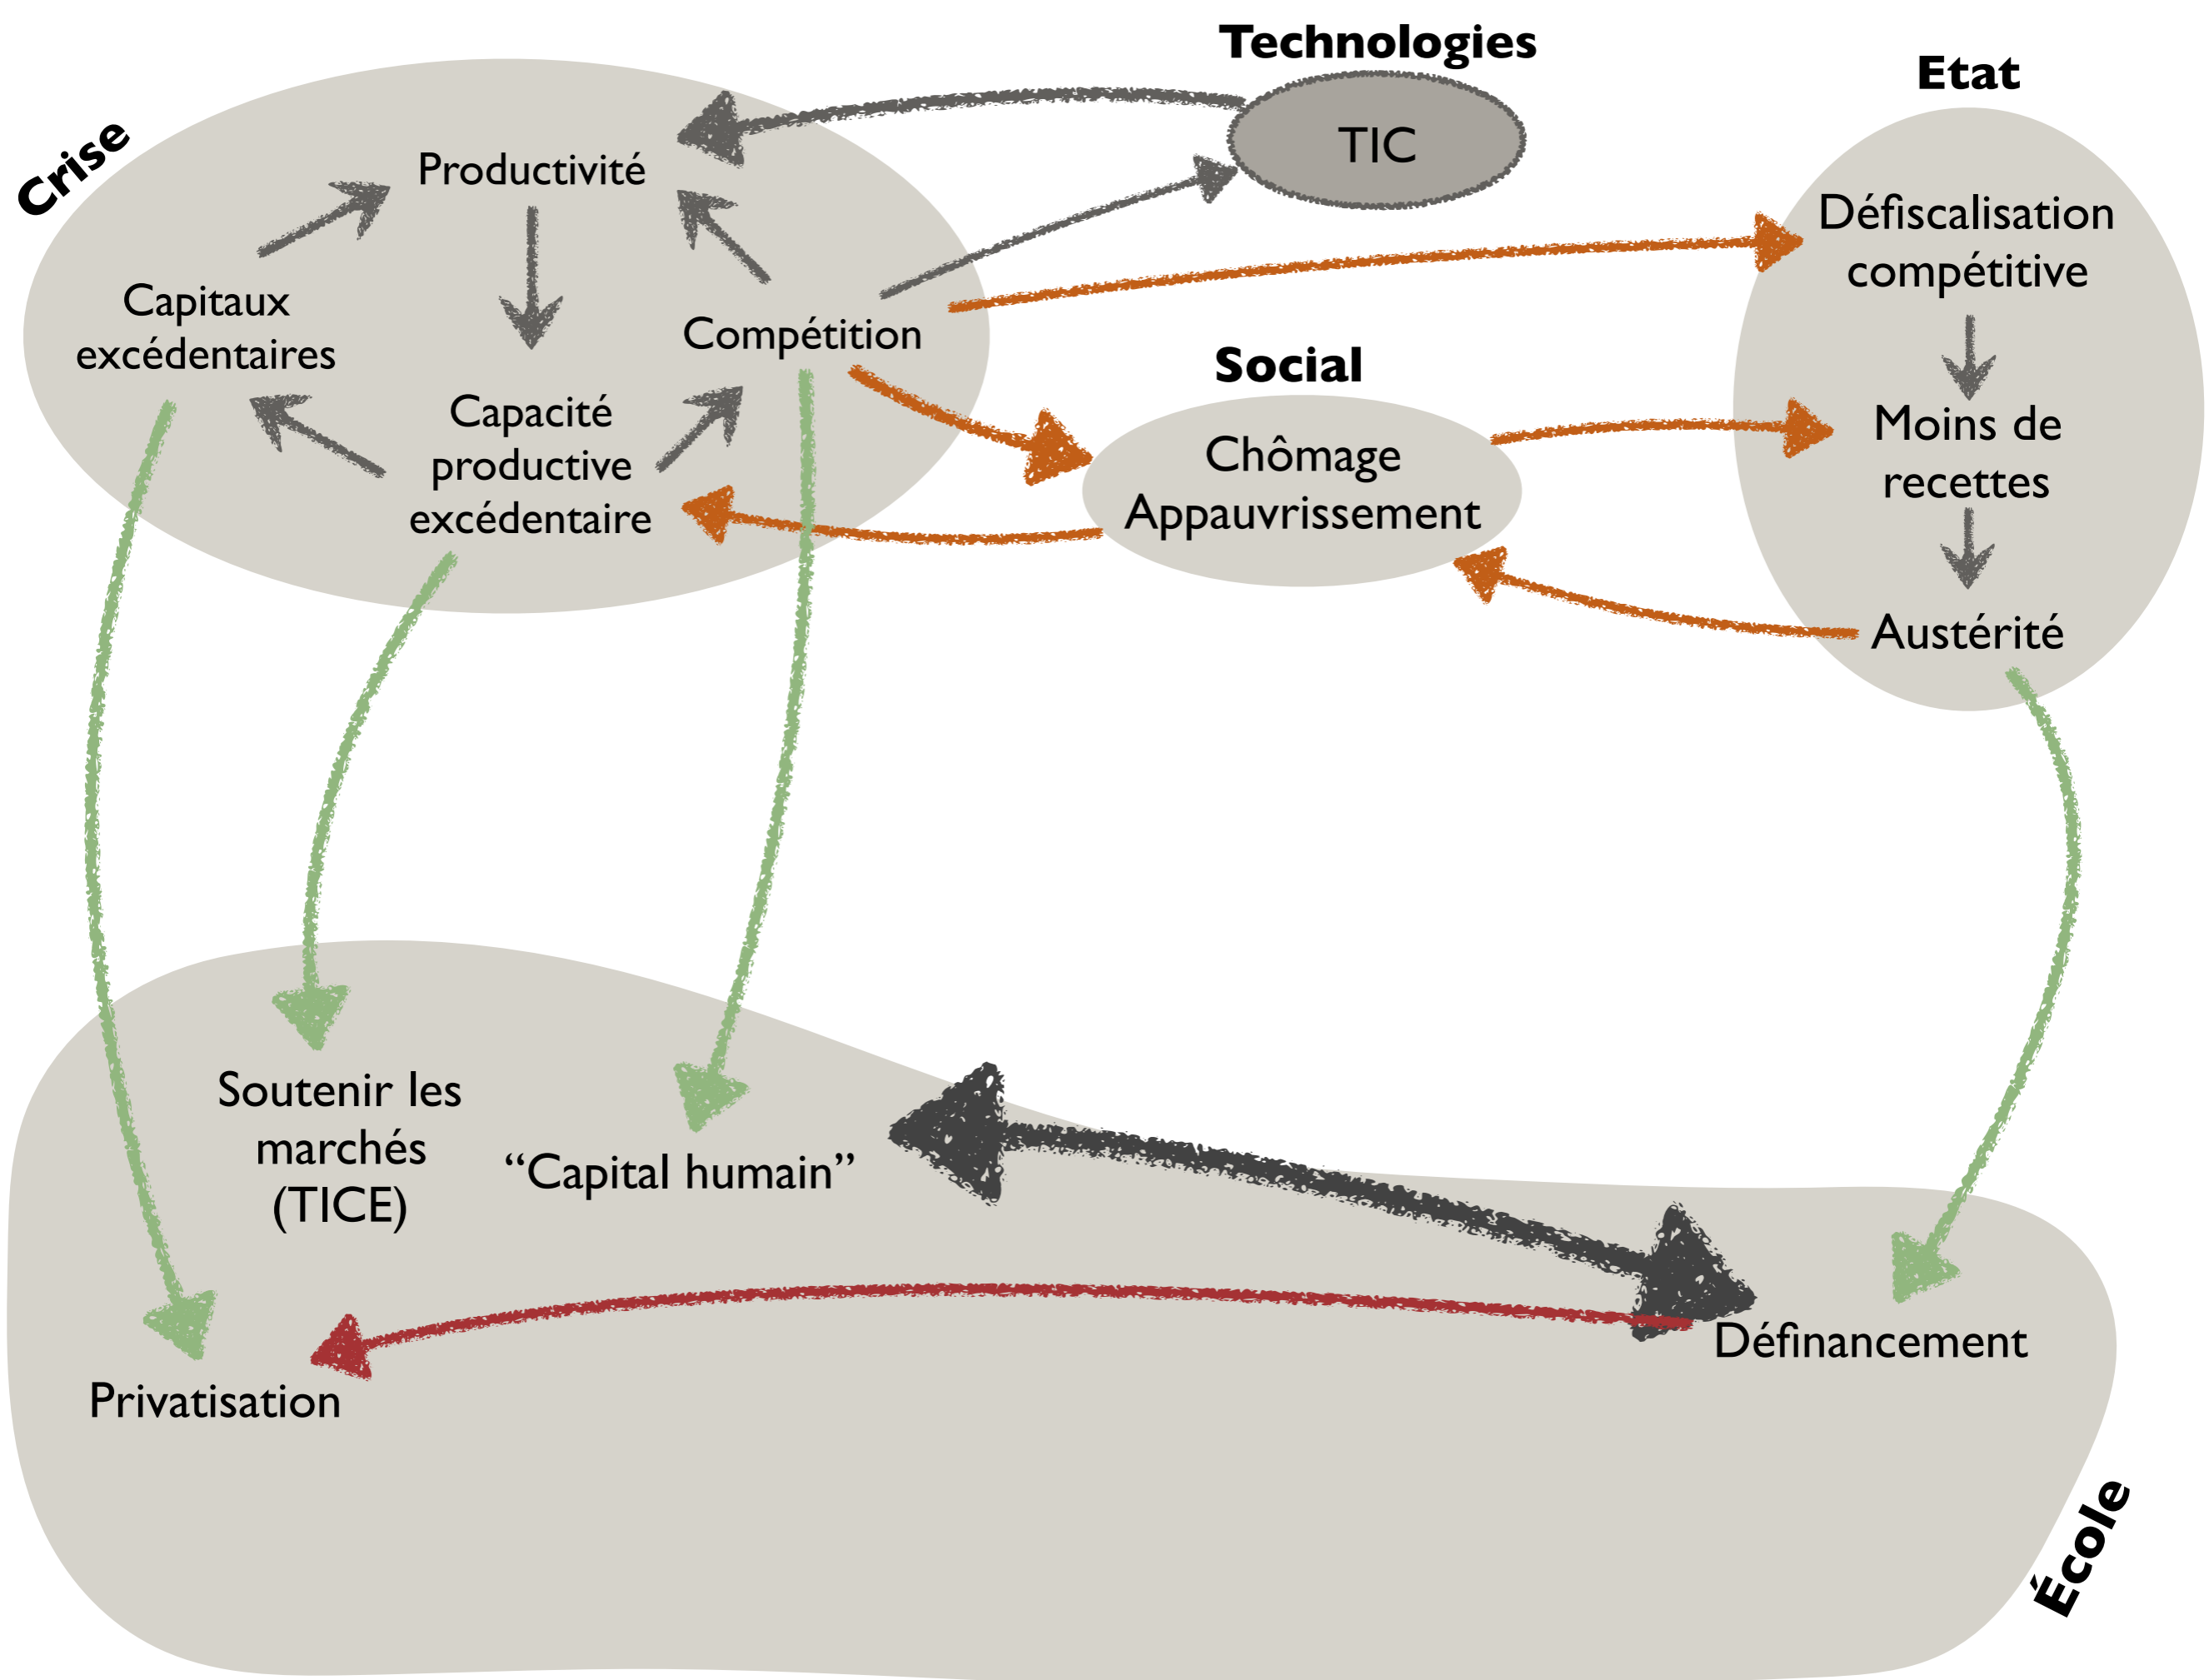 Technologies
TIC
Etat
Crise
Productivité
Capitaux
excédentaires
Compétition
Capacité
productive
excédentaire
Social
Chômage
Appauvrissement
Défiscalisation
compétitive
Moins de
recettes
Austérité
Soutenir les
marchés
(TICE)
“Capital humain”
Privatisation
Définancement
École